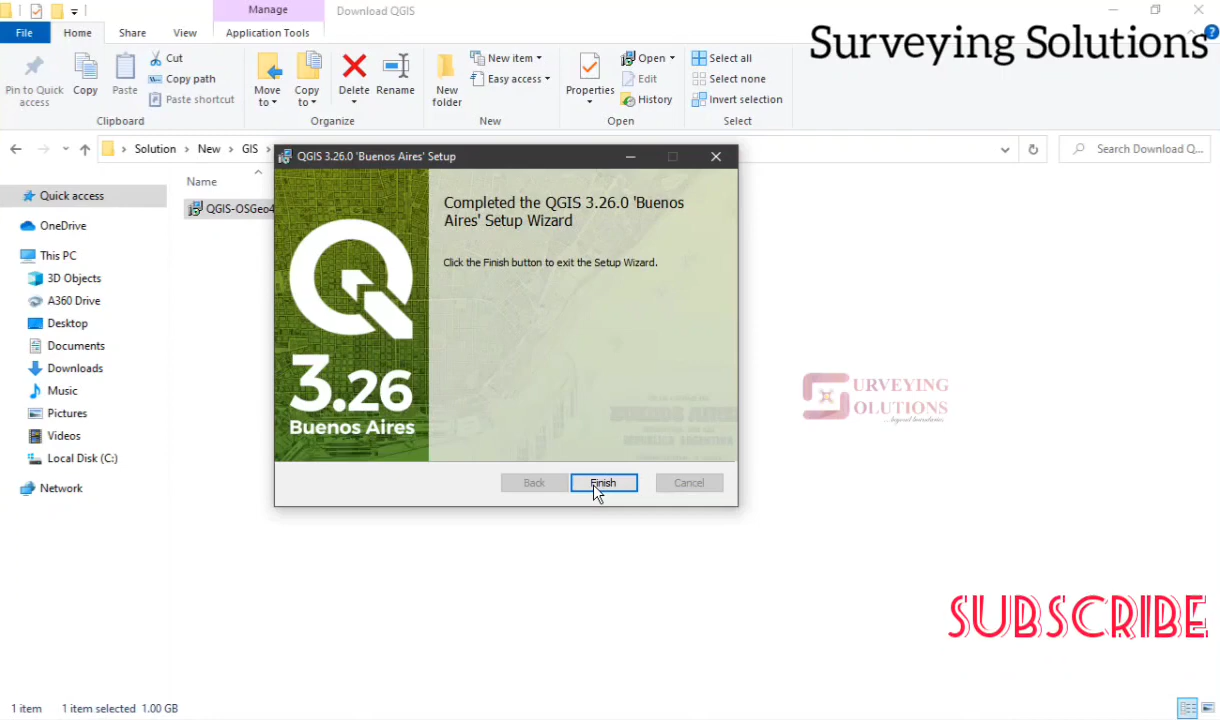 Manage
Download QGIS
File
Home
Share
View
Application Tools
Surveying Solutions
Pin to Quick access
Copy
Paste
Cut
Copy path
Paste shortcut
Clipboard
Move to
Copy to
Delete
Rename
Organize
New folder
New item
Easy access
New
Properties
Open
Edit
History
Open
Select all
Select none
Invert selection
Select
Solution
New
GIS
Search Download Q...
Name
QGIS-OSGeo4
Quick access
OneDrive
This PC
3D Objects
A360 Drive
Desktop
Documents
Downloads
Music
Pictures
Videos
Local Disk (C:)
Network
QGIS 3.26.0 'Buenos Aires' Setup
Completed the QGIS 3.26.0 'Buenos
Aires' Setup Wizard
Click the Finish button to exit the Setup Wizard.
3.26
Buenos Aires
Back
Finish
Cancel
SURVEYING
SOLUTIONS
...beyond boundaries
SUBSCRIBE
1 item
1 item selected 1.00 GB